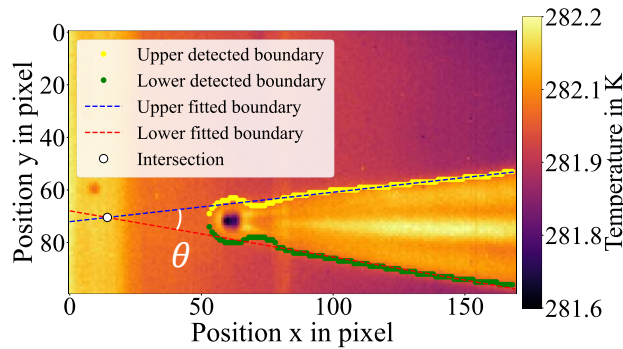 Upper detected boundary
Lower detected boundary
Upper fitted boundary
Lower fitted boundary
Intersection
θ
0
20
40
60
80
Position y in pixel
0
50
100
150
Position x in pixel
282.2
282.1
281.9
281.8
281.6
Temperature in K